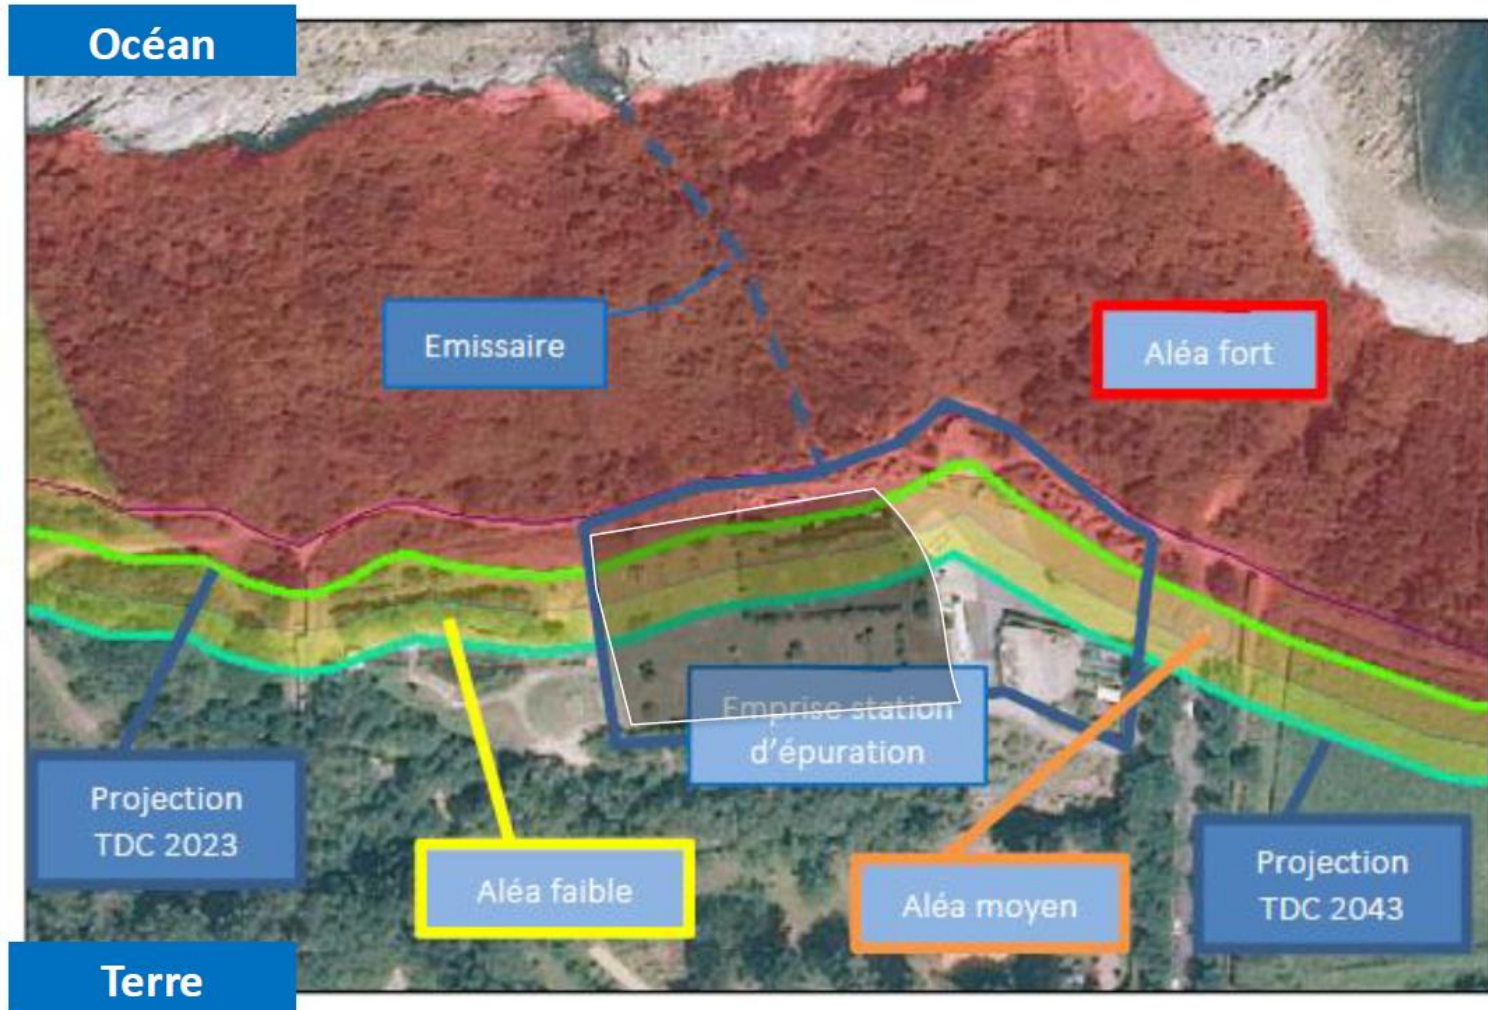 Océan
Emissaire
Aléa fort
Emprise station
d'épuration
Projection
TDC 2023
Aléa faible
Aléa moyen
Projection
TDC 2043
Terre